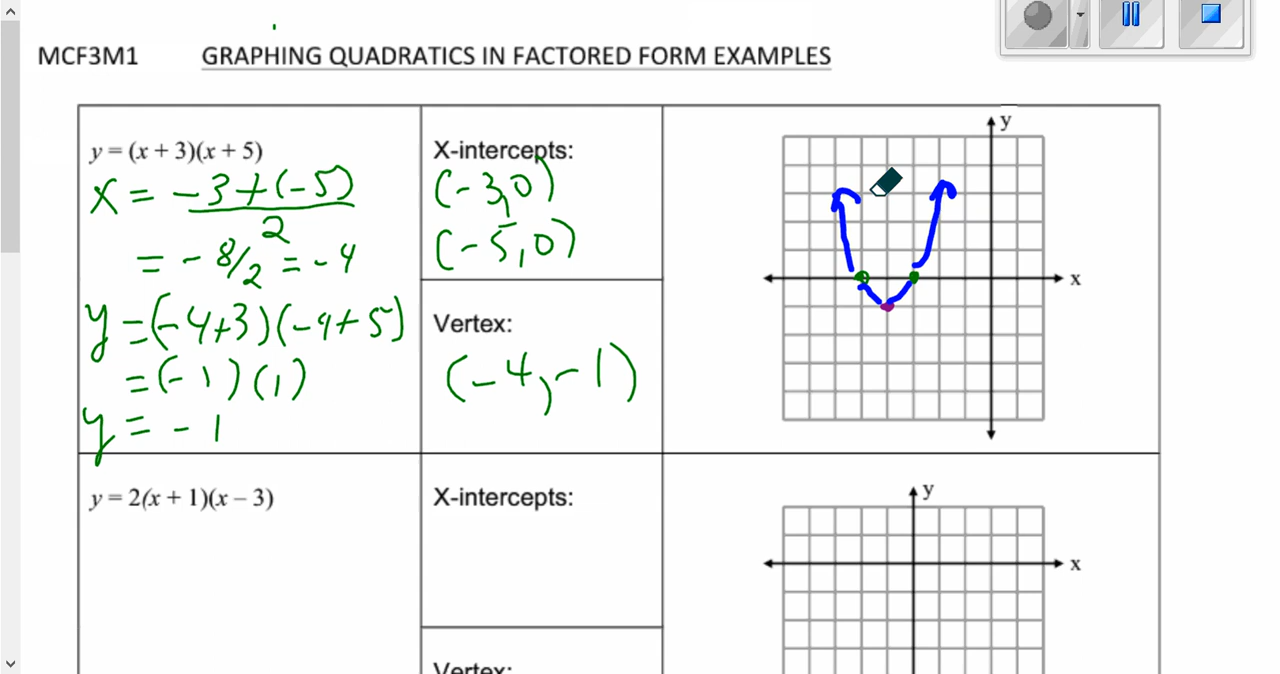 MCF3M1 GRAPHING QUADRATICS IN FACTORED FORM EXAMPLES
y = (x + 3)(x + 5)
x = -3 + (-5)
2
= -8/2 = -4
y = (-4+3)(-4+5)
= (-1)(1)
y = -1
X-intercepts:
(-3,0)
(-5,0)
Vertex:
(-4,-1)
y
x
y = 2(x + 1)(x – 3)
X-intercepts:
Vertex:
y
x